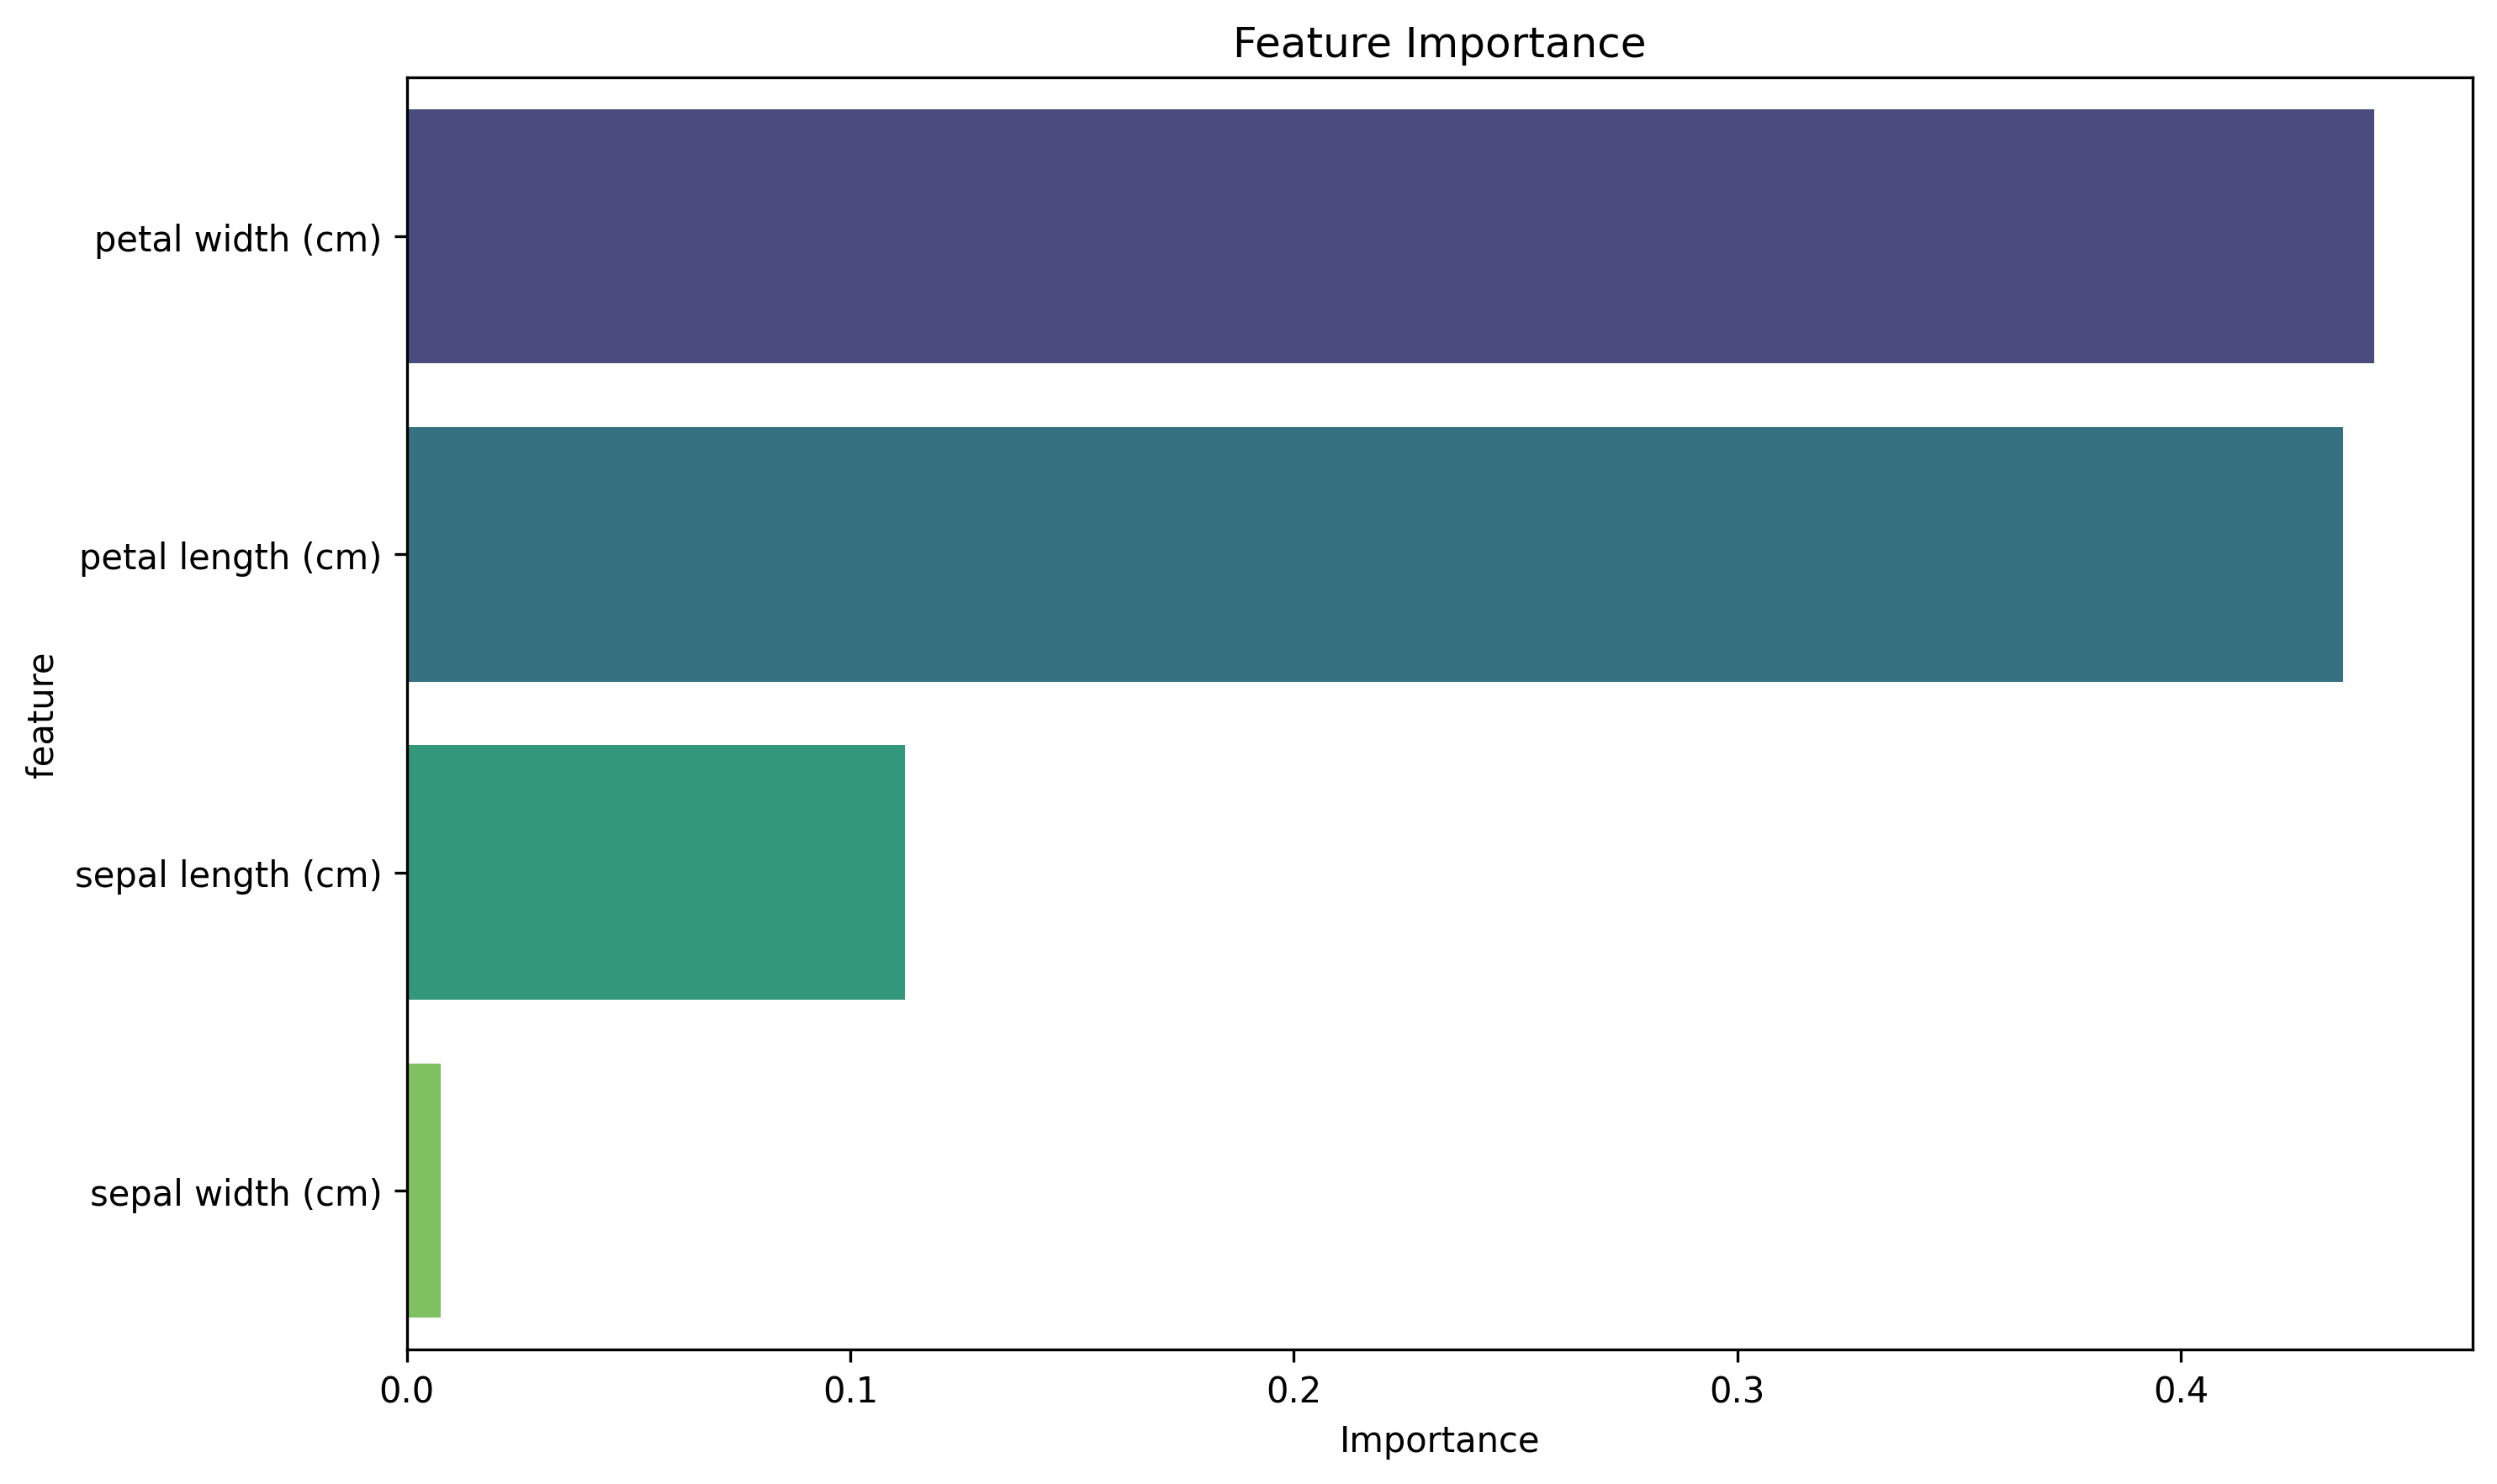 Feature Importance
petal width (cm)
petal length (cm)
sepal length (cm)
sepal width (cm)
feature
0.0 0.1 0.2 0.3 0.4
Importance